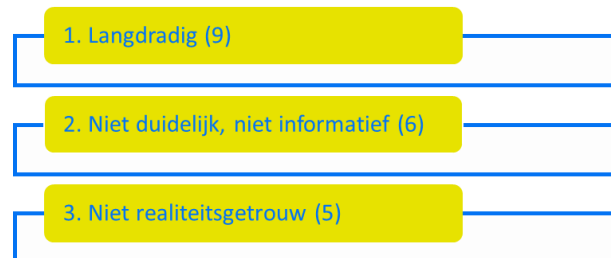 1. Langdradig (9)
2. Niet duidelijk, niet informatief (6)
3. Niet realiteitsgetrouw (5)